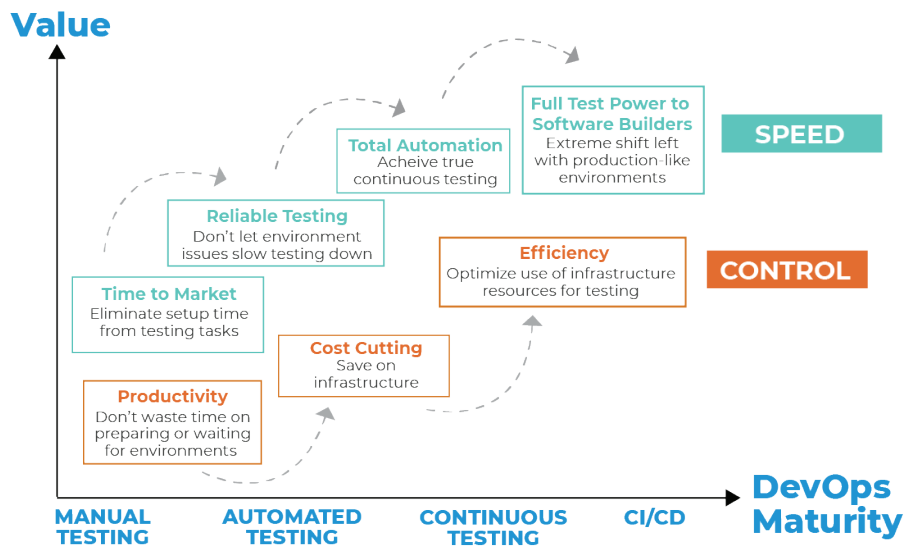 Value
Full Test Power to
Software Builders
Extreme shift left
with production-like
environments
SPEED
Total Automation
Acheive true
continuous testing
Reliable Testing
Don't let environment
issues slow testing down
Efficiency
Optimize use of infrastructure
resources for testing
CONTROL
Time to Market
Eliminate setup time
from testing tasks
Cost Cutting
Save on
infrastructure
Productivity
Don't waste time on
preparing or waiting
for environments
DevOps
Maturity
MANUAL
TESTING
AUTOMATED
TESTING
CONTINUOUS
TESTING
CI/CD